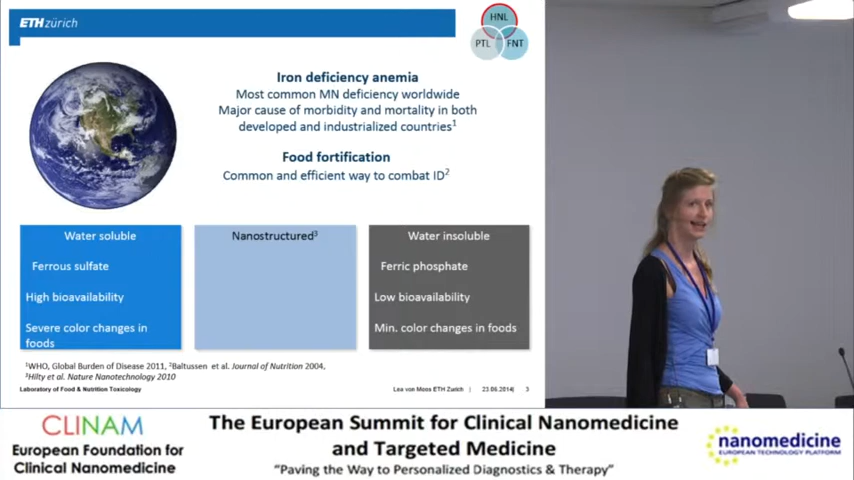 ETH zürich
HNL
PTL
FNT
Iron deficiency anemia
Most common MN deficiency worldwide
Major cause of morbidity and mortality in both
developed and industrialized countries¹
Food fortification
Common and efficient way to combat ID²
Water soluble
Ferrous sulfate
High bioavailability
Severe color changes in
foods
Nanostructured³
Water insoluble
Ferric phosphate
Low bioavailability
Min. color changes in foods
¹WHO, Global Burden of Disease 2011, ²Baltussen et al. Journal of Nutrition 2004,
³Hilty et al. Nature Nanotechnology 2010
Laboratory of Food & Nutrition Toxicology
Lea von Moos ETH Zurich | 23.06.2014| 3
CLINAM
European Foundation for
Clinical Nanomedicine
The European Summit for Clinical Nanomedicine
and Targeted Medicine
"Paving the Way to Personalized Diagnostics & Therapy"
nanomedicine
EUROPEAN TECHNOLOGY PLATFORM